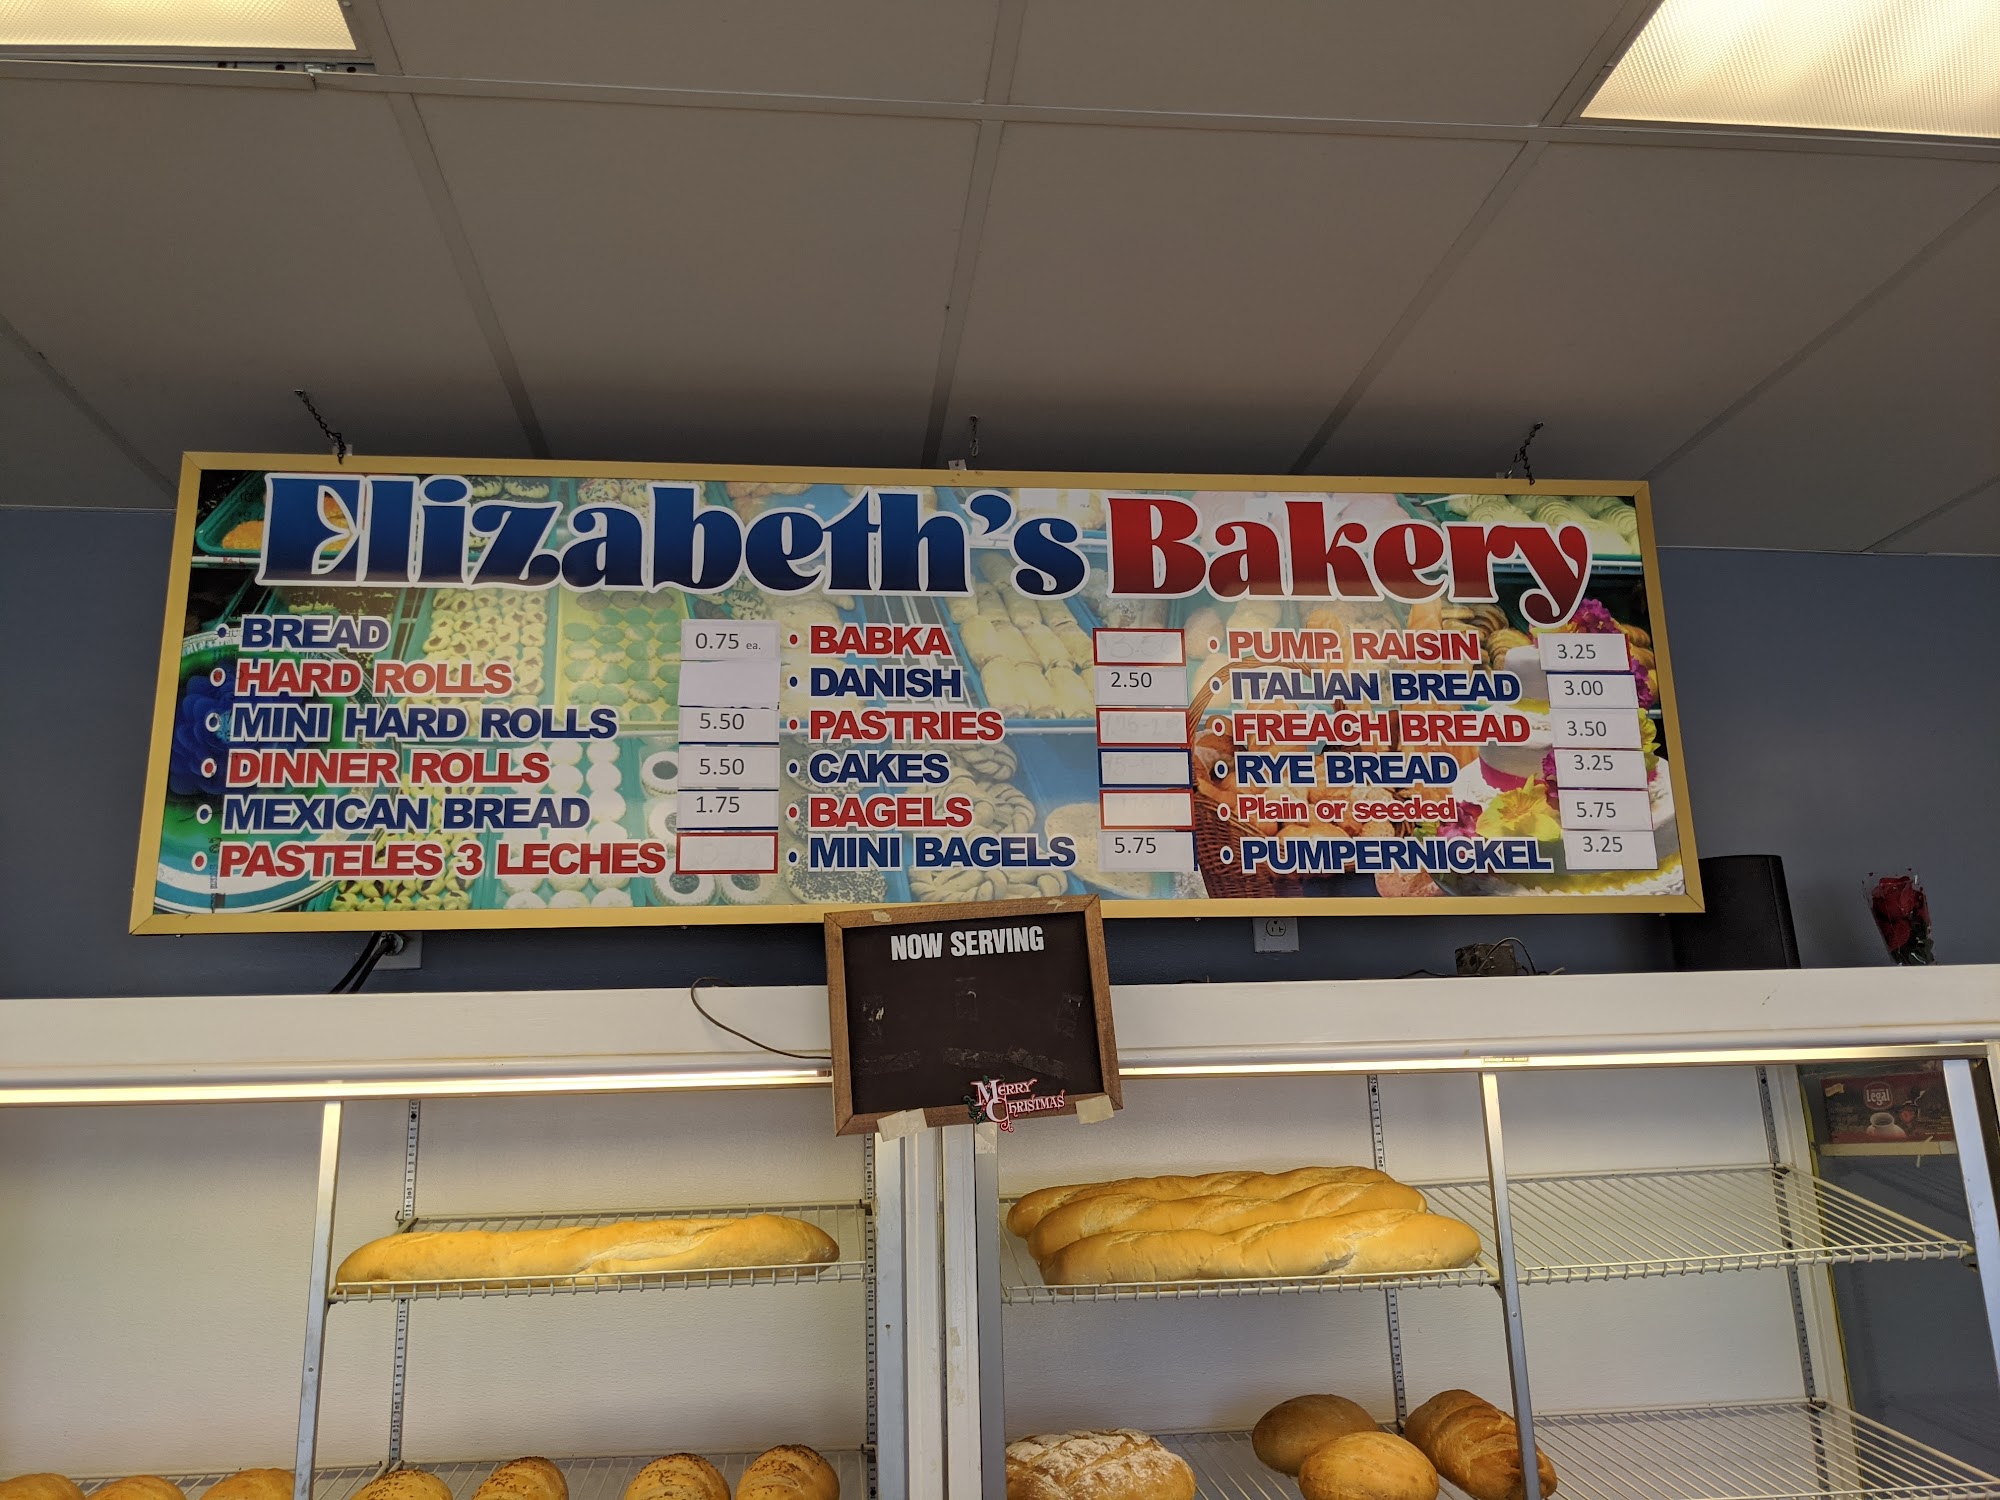 Elizabeth's Bakery
• BREAD 0.75 ea.
• HARD ROLLS
• MINI HARD ROLLS 5.50
• DINNER ROLLS 5.50
• MEXICAN BREAD 1.75
• PASTELES 3 LECHES
• BABKA
• DANISH 2.50
• PASTRIES
• CAKES
• BAGELS
• MINI BAGELS 5.75
• PUMP. RAISIN 3.25
• ITALIAN BREAD 3.00
• FREACH BREAD 3.50
• RYE BREAD 3.25
• Plain or seeded 5.75
• PUMPERNICKEL 3.25
NOW SERVING
MERRY
CHRISTMAS
Legal